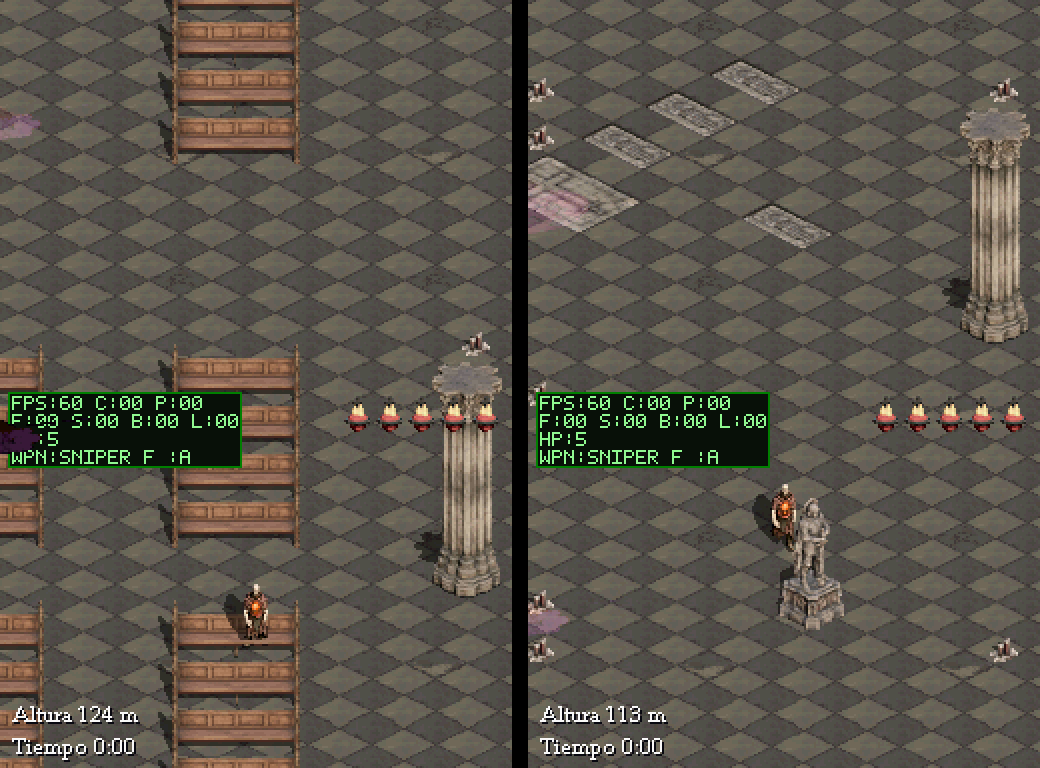 FPS:60 C:00 P:00
F:00 S:00 B:00 L:00
:5
WPN:SNIPER F :A
Altura 124 m
Tiempo 0:00
FPS:60 C:00 P:00
F:00 S:00 B:00 L:00
HP:5
WPN:SNIPER F :A
Altura 113 m
Tiempo 0:00